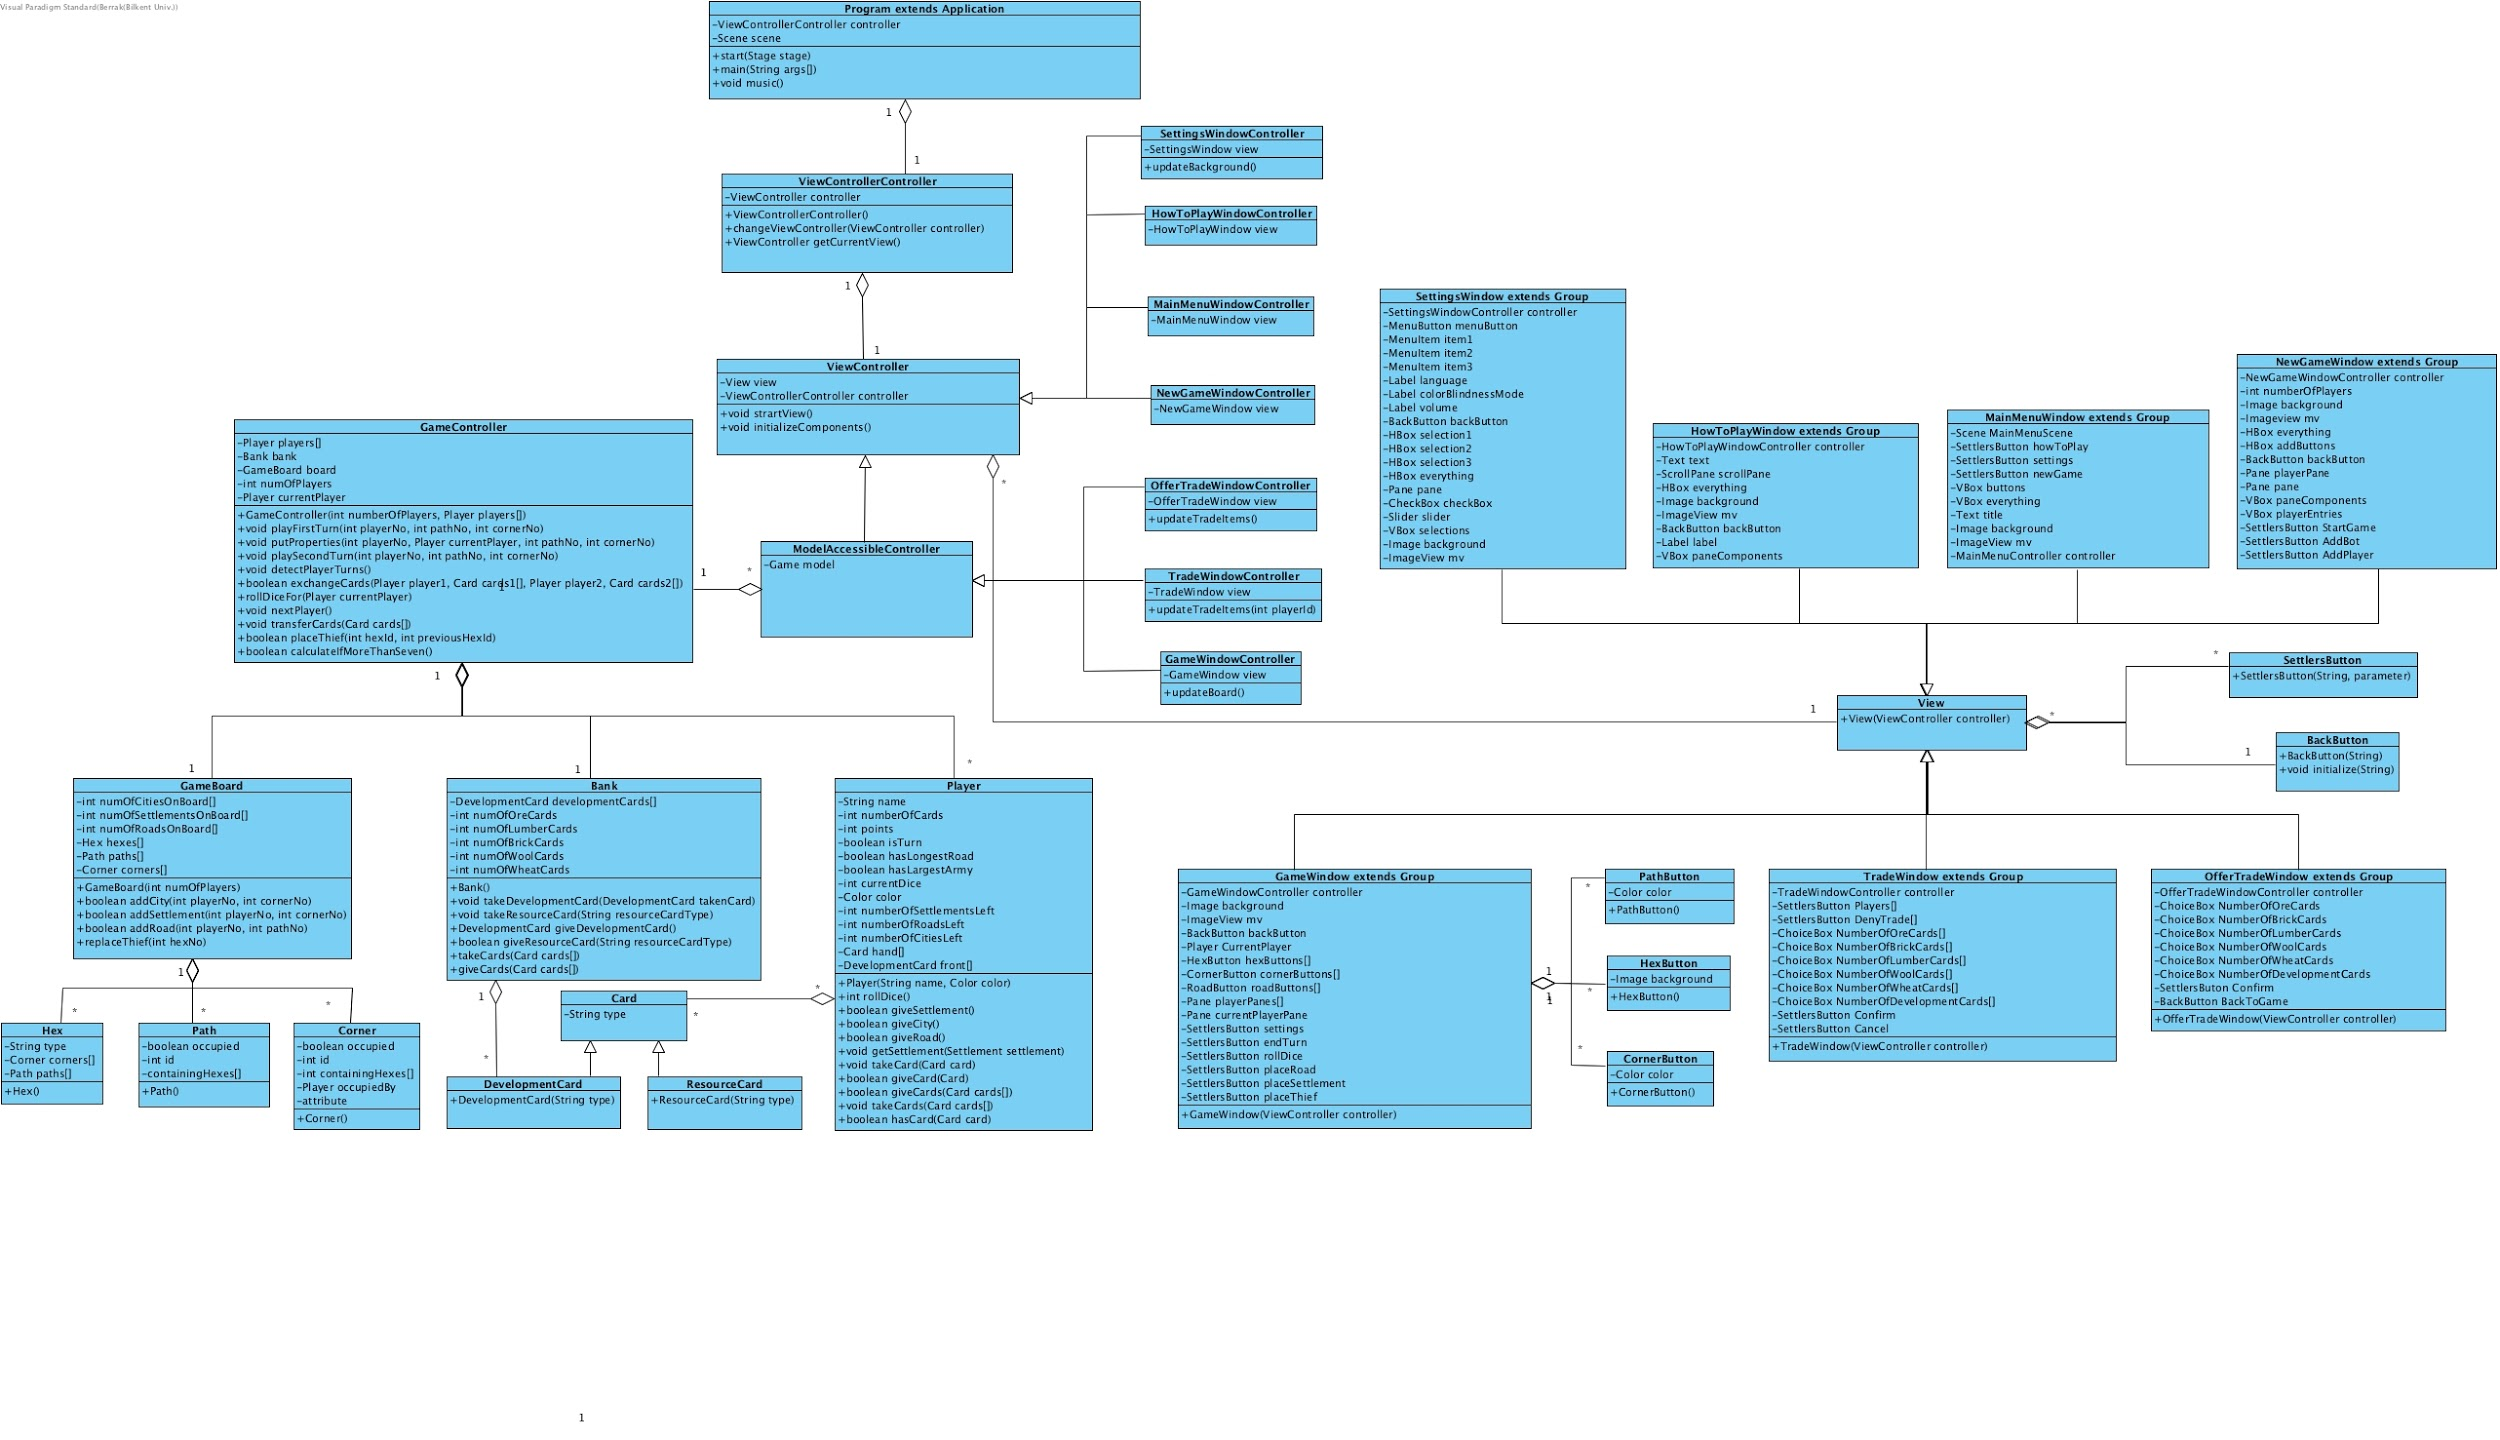 Visual Paradigm Standard(Berrak(Bilkent Univ.))
Program extends Application
-ViewControllerController controller
-Scene scene
+start(Stage stage)
+main(String args[])
+void music()
1
1
ViewControllerController
-ViewController controller
+ViewControllerController()
+changeViewController(ViewController controller)
+ViewController getCurrentView()
1
1
ViewController
-View view
-ViewControllerController controller
+void strartView()
+void initializeComponents()
*
SettingsWindowController
-SettingsWindow view
+updateBackground()
HowToPlayWindowController
-HowToPlayWindow view
MainMenuWindowController
-MainMenuWindow view
NewGameWindowController
-NewGameWindow view
OfferTradeWindowController
-OfferTradeWindow view
+updateTradeItems()
TradeWindowController
-TradeWindow view
+updateTradeItems(int playerId)
GameWindowController
-GameWindow view
+updateBoard()
ModelAccessibleController
-Game model
1
*
GameController
-Player players[]
-Bank bank
-GameBoard board
-int numOfPlayers
-Player currentPlayer
+GameController(int numberOfPlayers, Player players[])
+void playFirstTurn(int playerNo, int pathNo, int cornerNo)
+void putProperties(int playerNo, Player currentPlayer, int pathNo, int cornerNo)
+void playSecondTurn(int playerNo, int pathNo, int cornerNo)
+void detectPlayerTurns()
+boolean exchangeCards(Player player1, Card cards1[], Player player2, Card cards2[])
+rollDiceFor(Player currentPlayer)
+void nextPlayer()
+void transferCards(Card cards[])
+boolean placeThief(int hexId, int previousHexId)
+boolean calculateIfMoreThanSeven()
1
1
1
*
GameBoard
-int numOfCitiesOnBoard[]
-int numOfSettlementsOnBoard[]
-int numOfRoadsOnBoard[]
-Hex hexes[]
-Path paths[]
-Corner corners[]
+GameBoard(int numOfPlayers)
+boolean addCity(int playerNo, int cornerNo)
+boolean addSettlement(int playerNo, int cornerNo)
+boolean addRoad(int playerNo, int pathNo)
+replaceThief(int hexNo)
1
*
*
*
Hex
-String type
-Corner corners[]
-Path paths[]
+Hex()
Path
-boolean occupied
-int id
-containingHexes[]
+Path()
Corner
-boolean occupied
-int id
-int containingHexes[]
-Player occupiedBy
-attribute
+Corner()
Bank
-DevelopmentCard developmentCards[]
-int numOfOreCards
-int numOfLumberCards
-int numOfBrickCards
-int numOfWoolCards
-int numOfWheatCards
+Bank()
+void takeDevelopmentCard(DevelopmentCard takenCard)
+void takeResourceCard(String resourceCardType)
+DevelopmentCard giveDevelopmentCard()
+boolean giveResourceCard(String resourceCardType)
+takeCards(Card cards[])
+giveCards(Card cards[])
1
*
Card
-String type
*
*
DevelopmentCard
+DevelopmentCard(String type)
ResourceCard
+ResourceCard(String type)
Player
-String name
-int numberOfCards
-int points
-boolean isTurn
-boolean hasLongestRoad
-boolean hasLargestArmy
-int currentDice
-Color color
-int numberOfSettlementsLeft
-int numberOfRoadsLeft
-int numberOfCitiesLeft
-Card hand[]
-DevelopmentCard front[]
+Player(String name, Color color)
+int rollDice()
+boolean giveSettlement()
+boolean giveCity()
+boolean giveRoad()
+void getSettlement(Settlement settlement)
+void takeCard(Card card)
+boolean giveCard(Card)
+boolean giveCards(Card cards[])
+void takeCards(Card cards[])
+boolean hasCard(Card card)
SettingsWindow extends Group
-SettingsWindowController controller
-MenuButton menuButton
-MenuItem item1
-MenuItem item2
-MenuItem item3
-Label language
-Label colorBlindnessMode
-Label volume
-BackButton backButton
-HBox selection1
-HBox selection2
-HBox selection3
-HBox everything
-Pane pane
-CheckBox checkBox
-Slider slider
-VBox selections
-Image background
-ImageView mv
HowToPlayWindow extends Group
-HowToPlayWindowController controller
-Text text
-ScrollPane scrollPane
-HBox everything
-Image background
-ImageView mv
-BackButton backButton
-Label label
-VBox paneComponents
MainMenuWindow extends Group
-Scene MainMenuScene
-SettlersButton howToPlay
-SettlersButton settings
-SettlersButton newGame
-VBox buttons
-VBox everything
-Text title
-Image background
-ImageView mv
-MainMenuController controller
NewGameWindow extends Group
-NewGameWindowController controller
-int numberOfPlayers
-Image background
-Imageview mv
-HBox everything
-HBox addButtons
-BackButton backButton
-Pane playerPane
-Pane pane
-VBox paneComponents
-VBox playerEntries
-SettlersButton StartGame
-SettlersButton AddBot
-SettlersButton AddPlayer
1
View
+View(ViewController controller)
*
*
SettlersButton
+SettlersButton(String, parameter)
1
BackButton
+BackButton(String)
+void initialize(String)
GameWindow extends Group
-GameWindowController controller
-Image background
-ImageView mv
-BackButton backButton
-Player CurrentPlayer
-HexButton hexButtons[]
-CornerButton cornerButtons[]
-RoadButton roadButtons[]
-Pane playerPanes[]
-Pane currentPlayerPane
-SettlersButton settings
-SettlersButton endTurn
-SettlersButton rollDice
-SettlersButton placeRoad
-SettlersButton placeSettlement
-SettlersButton placeThief
+GameWindow(ViewController controller)
1
1
1
*
*
*
PathButton
-Color color
+PathButton()
HexButton
-Image background
+HexButton()
CornerButton
-Color color
+CornerButton()
TradeWindow extends Group
-TradeWindowController controller
-SettlersButton Players[]
-SettlersButton DenyTrade[]
-ChoiceBox NumberOfOreCards[]
-ChoiceBox NumberOfBrickCards[]
-ChoiceBox NumberOfLumberCards[]
-ChoiceBox NumberOfWoolCards[]
-ChoiceBox NumberOfWheatCards[]
-ChoiceBox NumberOfDevelopmentCards[]
-SettlersButton Confirm
-SettlersButton Cancel
+TradeWindow(ViewController controller)
OfferTradeWindow extends Group
-OfferTradeWindowController controller
-ChoiceBox NumberOfOreCards
-ChoiceBox NumberOfBrickCards
-ChoiceBox NumberOfLumberCards
-ChoiceBox NumberOfWoolCards
-ChoiceBox NumberOfWheatCards
-ChoiceBox NumberOfDevelopmentCards
-SettlersButon Confirm
-BackButton BackToGame
+OfferTradeWindow(ViewController controller)
1